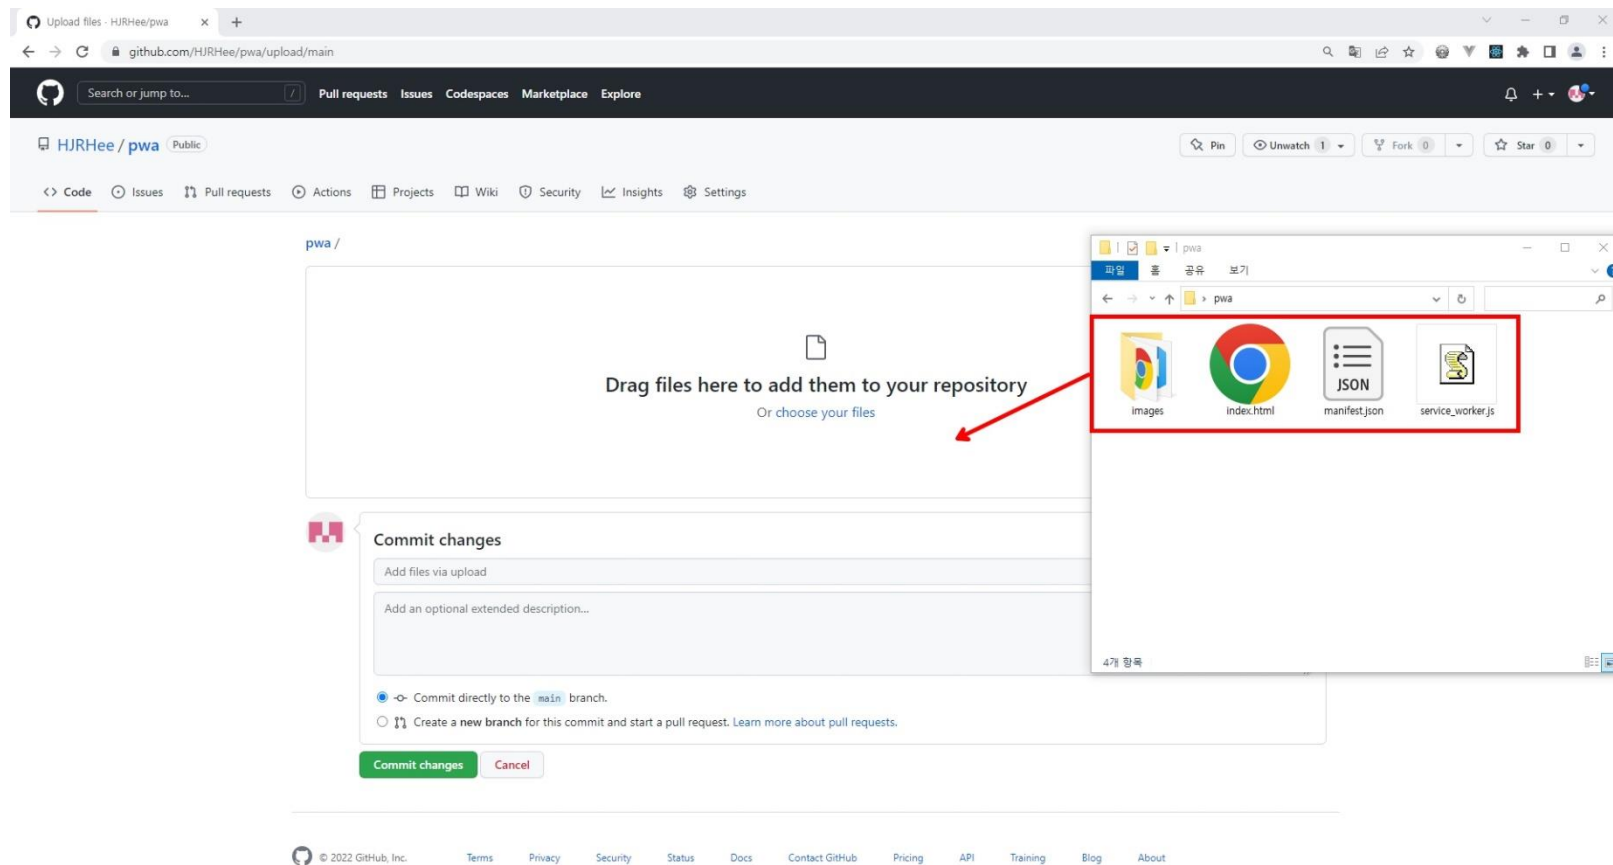 Upload files · HJRHee/pwa
github.com/HJRHee/pwa/upload/main
Search or jump to... /
Pull requests Issues Codespaces Marketplace Explore
HJRHee / pwa Public
Pin Unwatch 1 Fork 0 Star 0
Code Issues Pull requests Actions Projects Wiki Security Insights Settings
pwa /
Drag files here to add them to your repository
Or choose your files
pwa
파일 홈 공유 보기
pwa
images index.html JSON manifest.json service_worker.js
4개 항목
Commit changes
Add files via upload
Add an optional extended description...
Commit directly to the main branch.
Create a new branch for this commit and start a pull request. Learn more about pull requests.
Commit changes Cancel
© 2022 GitHub, Inc. Terms Privacy Security Status Docs Contact GitHub Pricing API Training Blog About